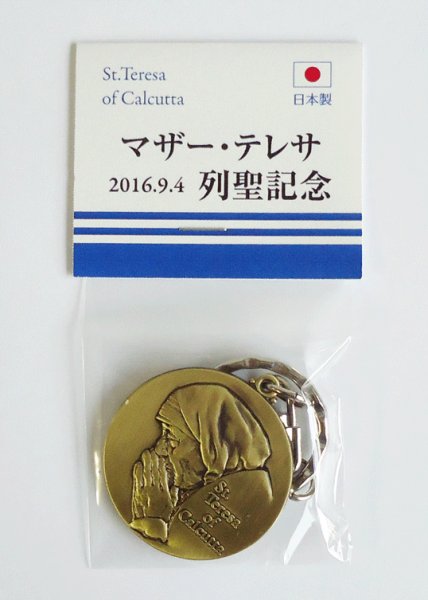 St.Teresa
of Calcutta
日本製
マザー・テレサ
2016.9.4 列聖記念
St.
Teresa
of
Calcutta